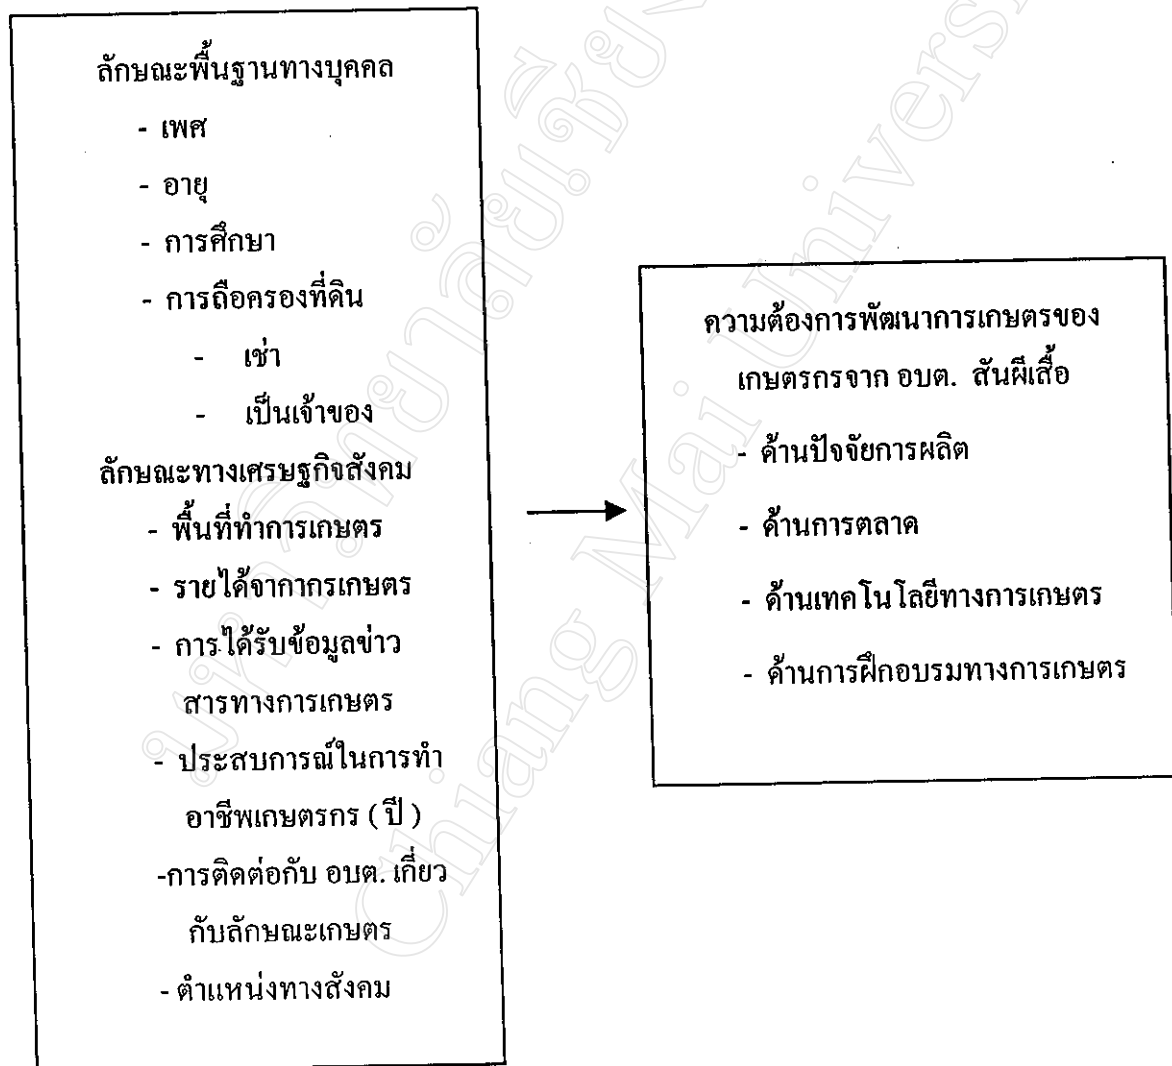 ลักษณะพื้นฐานทางบุคคล
- เพศ
- อายุ
- การศึกษา
- การถือครองที่ดิน
- เช่า
- เป็นเจ้าของ
ลักษณะทางเศรษฐกิจสังคม
- พื้นที่ทำการเกษตร
- รายได้จากากรเกษตร
- การได้รับข้อมูลข่าว
สารทางการเกษตร
- ประสบการณ์ในการทำ
อาชีพเกษตรกร ( ปี )
-การติดต่อกับ อบต. เกี่ยว
กับลักษณะเกษตร
- ตำแหน่งทางสังคม
ความต้องการพัฒนาการเกษตรของ
เกษตรกรจาก อบต. สันผีเสื้อ
- ด้านปัจจัยการผลิต
- ด้านการตลาด
- ด้านเทคโนโลยีทางการเกษตร
- ด้านการฝึกอบรมทางการเกษตร
Chiang Mai Universi